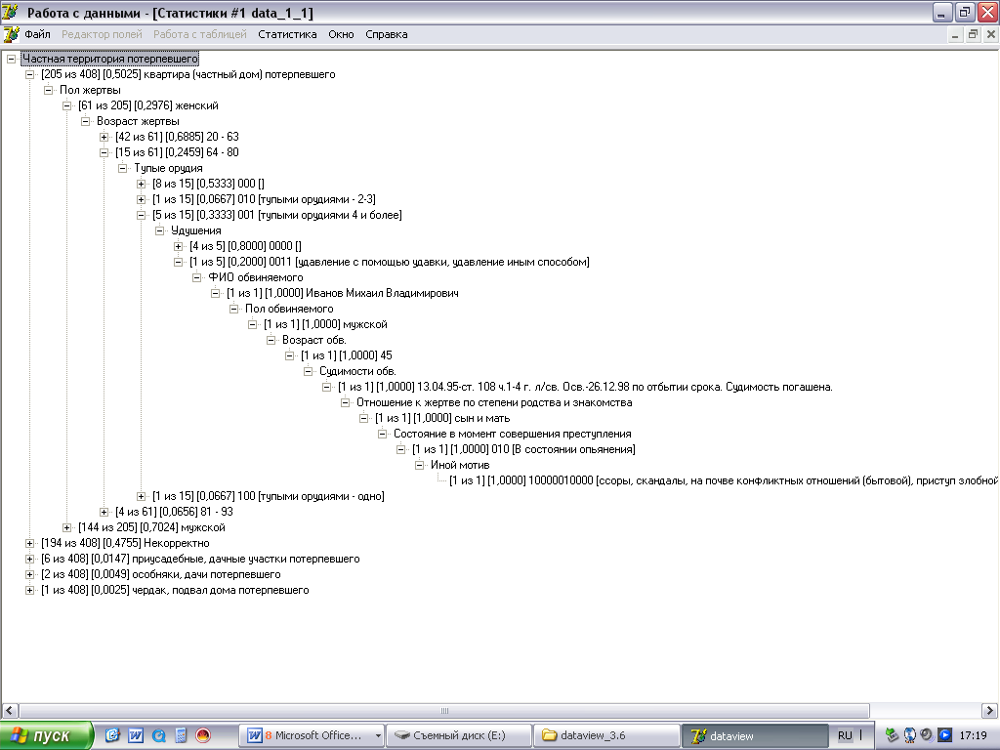 Работа с данными - [Статистики #1 data_1_1]
Файл Редактор полей Работа с таблицей Статистика Окно Справка
Частная территория потерпевшего
[205 из 408] [0,5025] квартира (частный дом) потерпевшего
Пол жертвы
[61 из 205] [0,2976] женский
Возраст жертвы
[42 из 61] [0,6885] 20 - 63
[15 из 61] [0,2459] 64 - 80
Тупые орудия
[8 из 15] [0,5333] 000 []
[1 из 15] [0,0667] 010 [тупыми орудиями - 2-3]
[5 из 15] [0,3333] 001 [тупыми орудиями 4 и более]
Удушения
[4 из 5] [0,8000] 0000 []
[1 из 5] [0,2000] 0011 [удавление с помощью удавки, удавление иным способом]
ФИО обвиняемого
[1 из 1] [1,0000] Иванов Михаил Владимирович
Пол обвиняемого
[1 из 1] [1,0000] мужской
Возраст обв.
[1 из 1] [1,0000] 45
Судимости обв.
[1 из 1] [1,0000] 13.04.95-ст. 108 ч.1-4 г. л/св. Осв.-26.12.98 по отбытии срока. Судимость погашена.
Отношение к жертве по степени родства и знакомства
[1 из 1] [1,0000] сын и мать
Состояние в момент совершения преступления
[1 из 1] [1,0000] 010 [В состоянии опьянения]
Иной мотив
[1 из 1] [1,0000] 10000010000 [ссоры, скандалы, на почве конфликтных отношений (бытовой), приступ злобной
[1 из 15] [0,0667] 100 [тупыми орудиями - одно]
[4 из 61] [0,0656] 81 - 93
[144 из 205] [0,7024] мужской
[194 из 408] [0,4755] Некорректно
[6 из 408] [0,0147] приусадебные, дачные участки потерпевшего
[2 из 408] [0,0049] особняки, дачи потерпевшего
[1 из 408] [0,0025] чердак, подвал дома потерпевшего
пуск 8 Microsoft Office... Съемный диск (E:) dataview_3.6 dataview RU 17:19